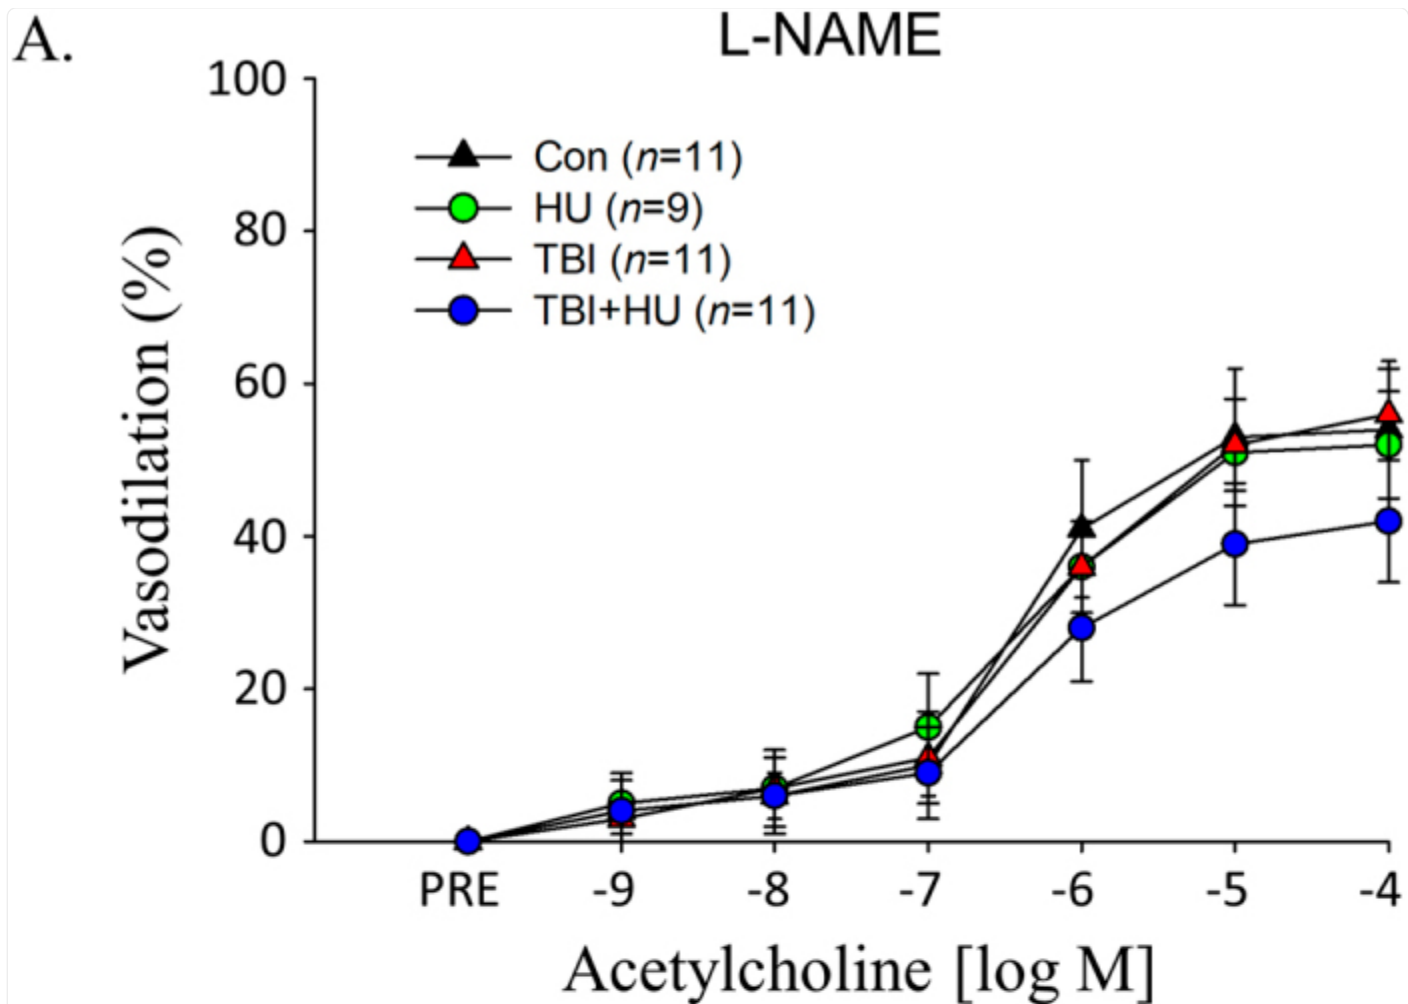 A.
L-NAME
100
80
60
40
20
0
Vasodilation (%)
Con (n=11)
HU (n=9)
TBI (n=11)
TBI+HU (n=11)
PRE -9 -8 -7 -6 -5 -4
Acetylcholine [log M]